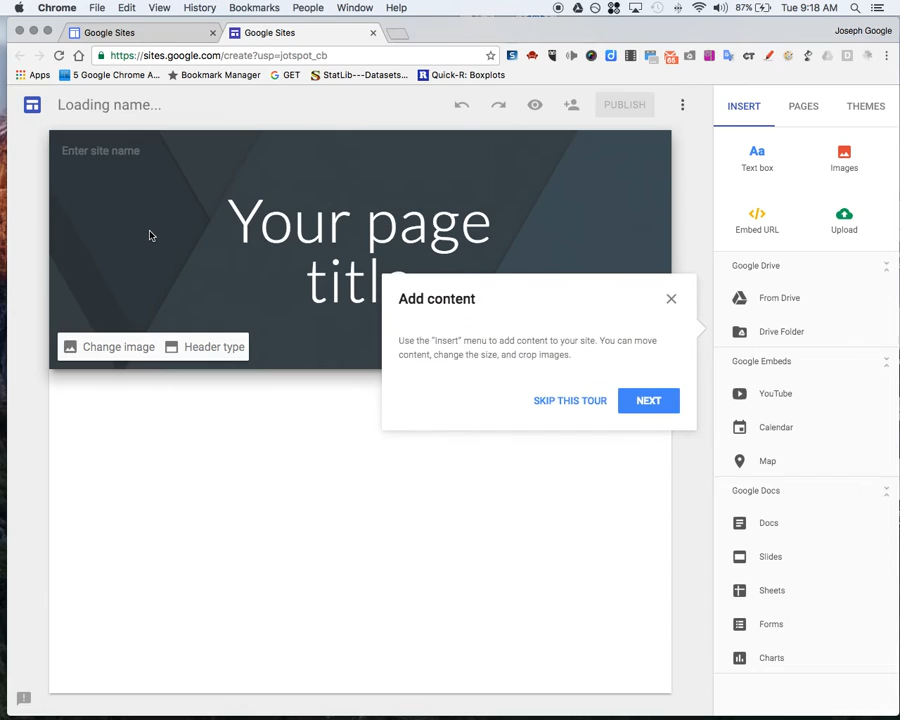 Chrome File Edit View History Bookmarks People Window Help 87% Tue 9:18 AM
Google Sites Google Sites Joseph Google
https://sites.google.com/create?usp=jotspot_cb
Apps 5 Google Chrome A... Bookmark Manager GET StatLib---Datasets... Quick-R: Boxplots
Loading name... PUBLISH
INSERT PAGES THEMES
Enter site name
Your page
title
Change image Header type
Add content
Use the "Insert" menu to add content to your site. You can move
content, change the size, and crop images.
SKIP THIS TOUR NEXT
Aa
Text box Images
Embed URL Upload
Google Drive
From Drive
Drive Folder
Google Embeds
YouTube
Calendar
Map
Google Docs
Docs
Slides
Sheets
Forms
Charts